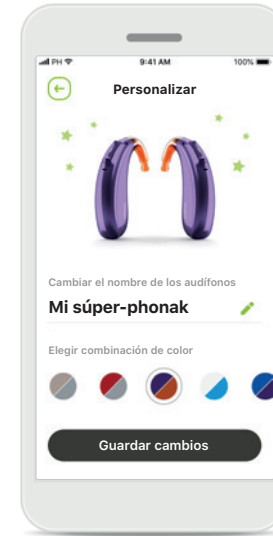 PH 9:41 AM 100%
Personalizar
Cambiar el nombre de los audífonos
Mi súper-phonak
Elegir combinación de color
Guardar cambios